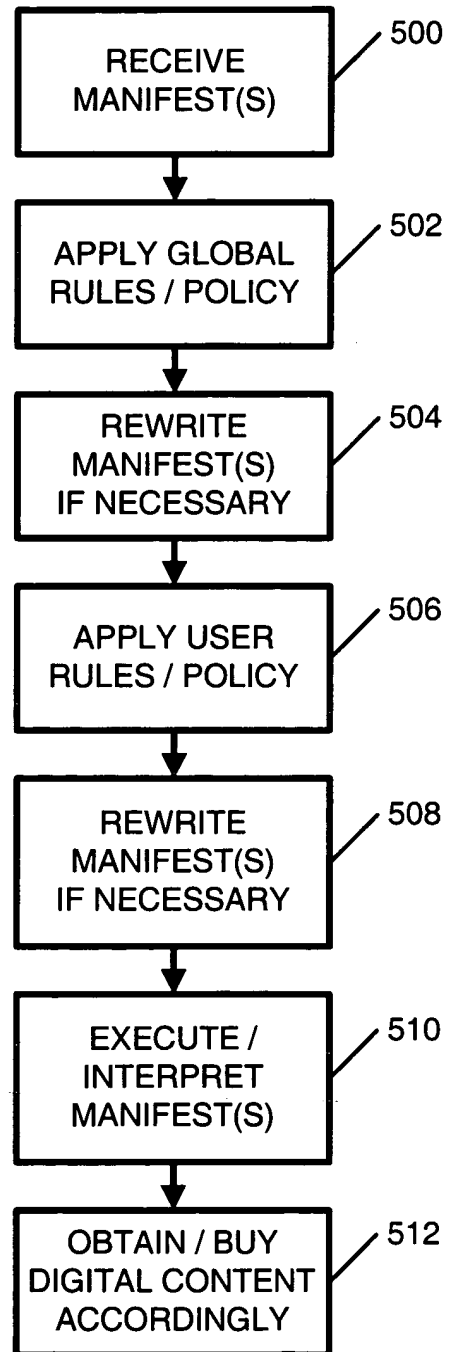 RECEIVE
MANIFEST(S)
500
APPLY GLOBAL
RULES / POLICY
502
REWRITE
MANIFEST(S)
IF NECESSARY
504
APPLY USER
RULES / POLICY
506
REWRITE
MANIFEST(S)
IF NECESSARY
508
EXECUTE /
INTERPRET
MANIFEST(S)
510
OBTAIN / BUY
DIGITAL CONTENT
ACCORDINGLY
512